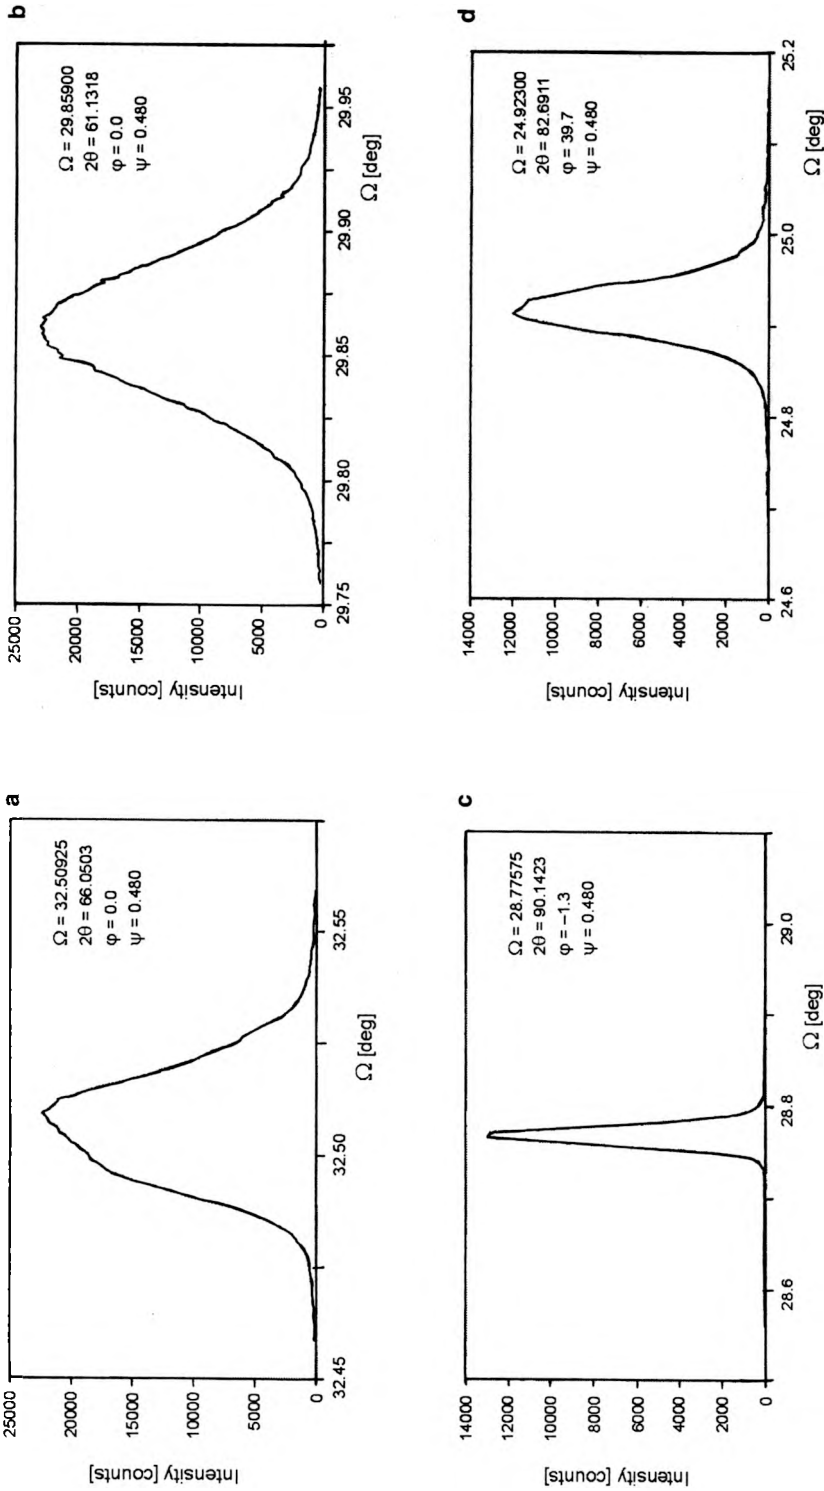 a
25000
20000
15000
10000
5000
0
Intensity [counts]
32.45
32.50
32.55
Ω [deg]
Ω = 32.50925
2θ = 66.0503
φ = 0.0
ψ = 0.480
b
25000
20000
15000
10000
5000
0
Intensity [counts]
29.75
29.80
29.85
29.90
29.95
Ω [deg]
Ω = 29.85900
2θ = 61.1318
φ = 0.0
ψ = 0.480
c
14000
12000
10000
8000
6000
4000
2000
0
Intensity [counts]
28.6
28.8
29.0
Ω [deg]
Ω = 28.77575
2θ = 90.1423
φ = –1.3
ψ = 0.480
d
14000
12000
10000
8000
6000
4000
2000
0
Intensity [counts]
24.6
24.8
25.0
25.2
Ω [deg]
Ω = 24.92300
2θ = 82.6911
φ = 39.7
ψ = 0.480